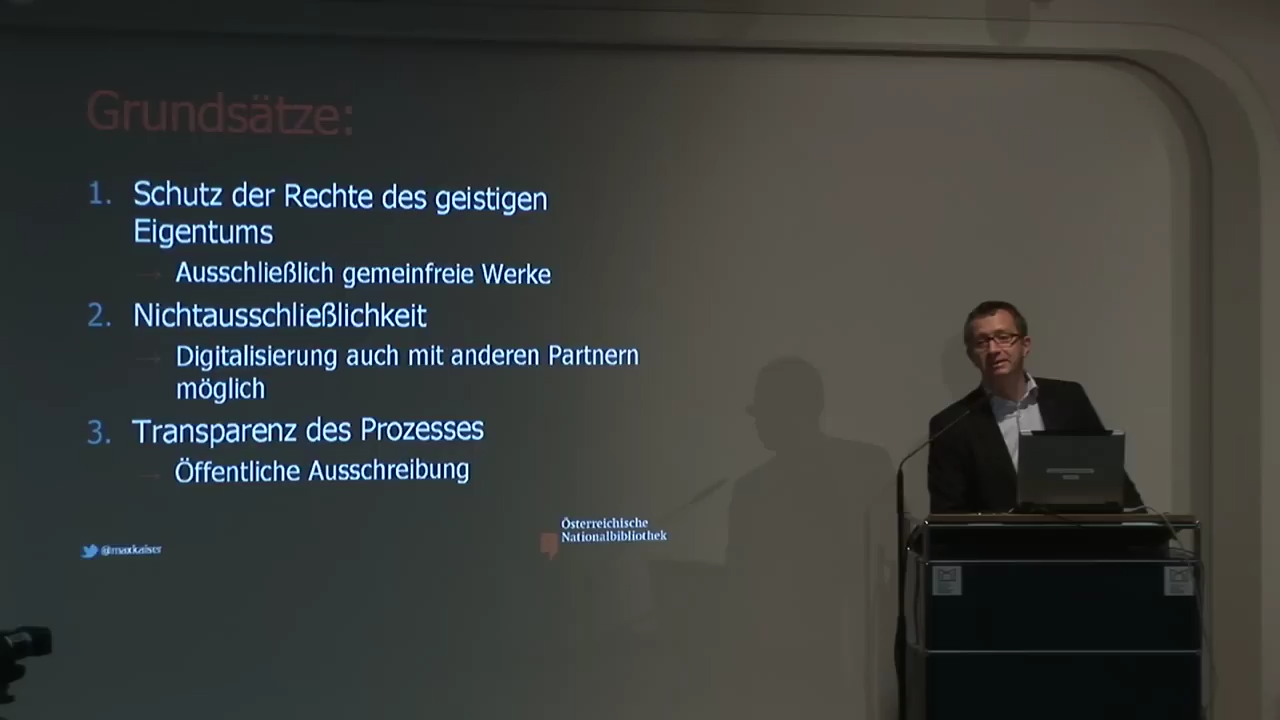 Grundsätze:
1. Schutz der Rechte des geistigen
Eigentums
→ Ausschließlich gemeinfreie Werke
2. Nichtausschließlichkeit
→ Digitalisierung auch mit anderen Partnern
möglich
3. Transparenz des Prozesses
→ Öffentliche Ausschreibung
@maxkaiser
Österreichische
Nationalbibliothek